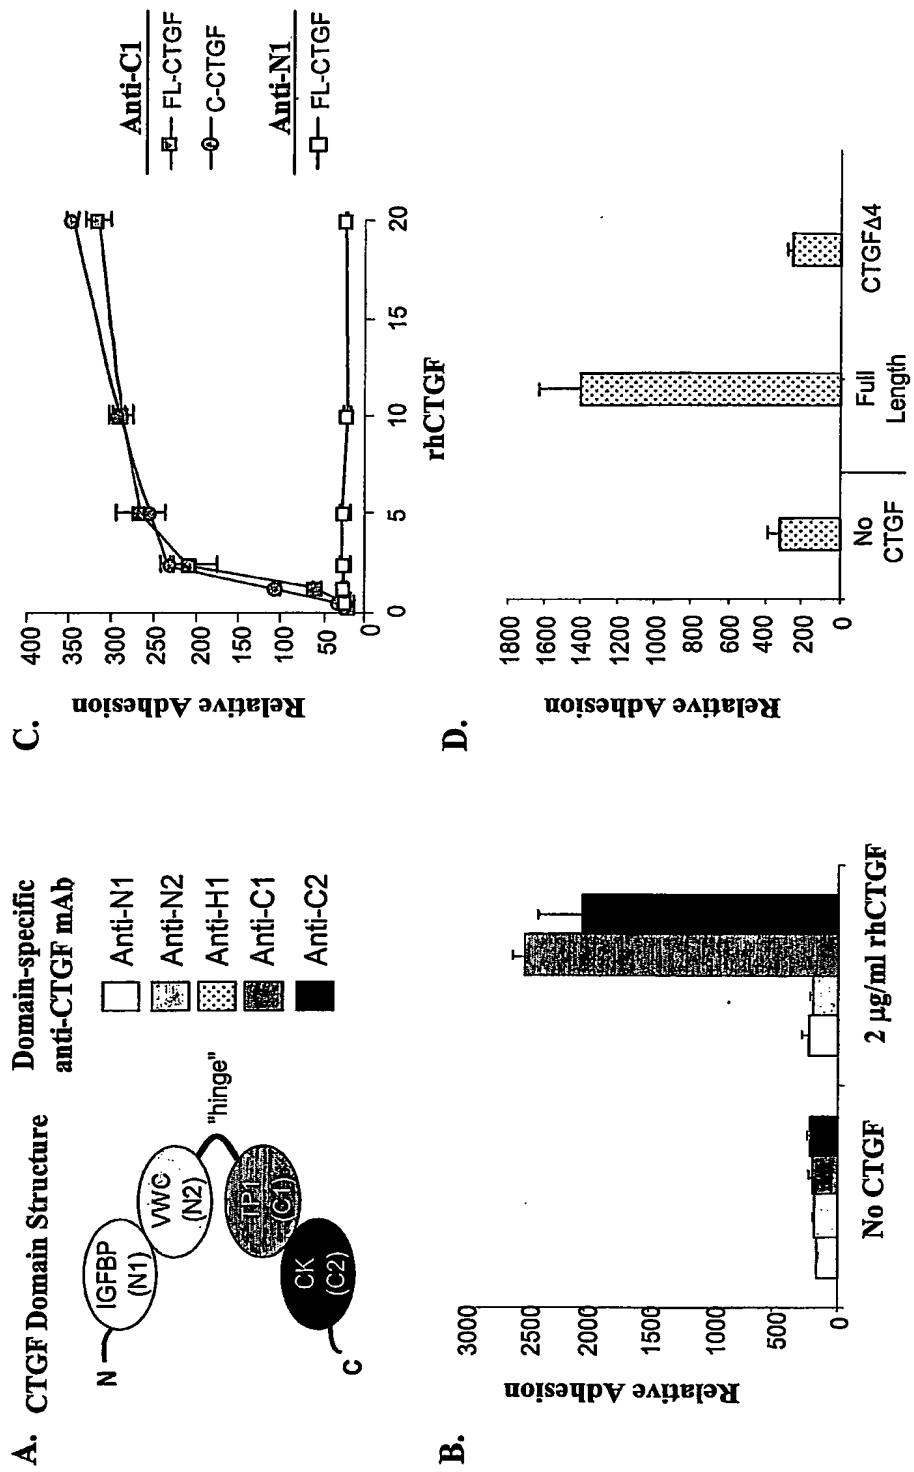 A. CTGF Domain Structure
N
IGFBP
(N1)
VWC
(N2)
"hinge"
TP1
(C1)
CK
(C2)
C
Domain-specific
anti-CTGF mAb
Anti-N1
Anti-N2
Anti-H1
Anti-C1
Anti-C2
B.
Relative Adhesion
3000
2500
2000
1500
1000
500
0
No CTGF
2 µg/ml rhCTGF
C.
Relative Adhesion
400
350
300
250
200
150
100
50
0
0
5
10
15
20
rhCTGF
Anti-C1
FL-CTGF
C-CTGF
Anti-N1
FL-CTGF
D.
Relative Adhesion
1800
1600
1400
1200
1000
800
600
400
200
0
No
CTGF
Full
Length
CTGFΔ4